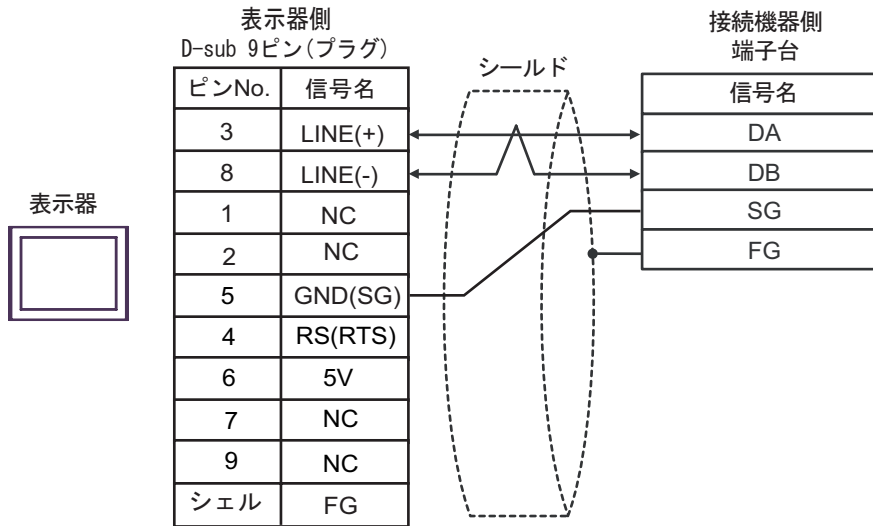 表示器側
D-sub 9ピン(プラグ)
接続機器側
端子台
シールド
ピンNo. 信号名
3 LINE(+)
8 LINE(-)
1 NC
2 NC
5 GND(SG)
4 RS(RTS)
6 5V
7 NC
9 NC
シェル FG
信号名
DA
DB
SG
FG
表示器